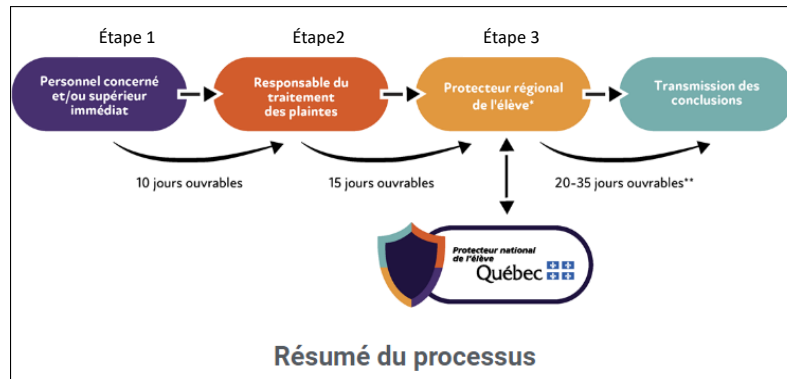 Étape 1
Étape2
Étape 3
Personnel concerné
et/ou supérieur
immédiat
Responsable du
traitement
des plaintes
Protecteur régional
de l'élève*
Transmission des
conclusions
10 jours ouvrables
15 jours ouvrables
20-35 jours ouvrables**
Protecteur national
de l'élève
Québec
Résumé du processus